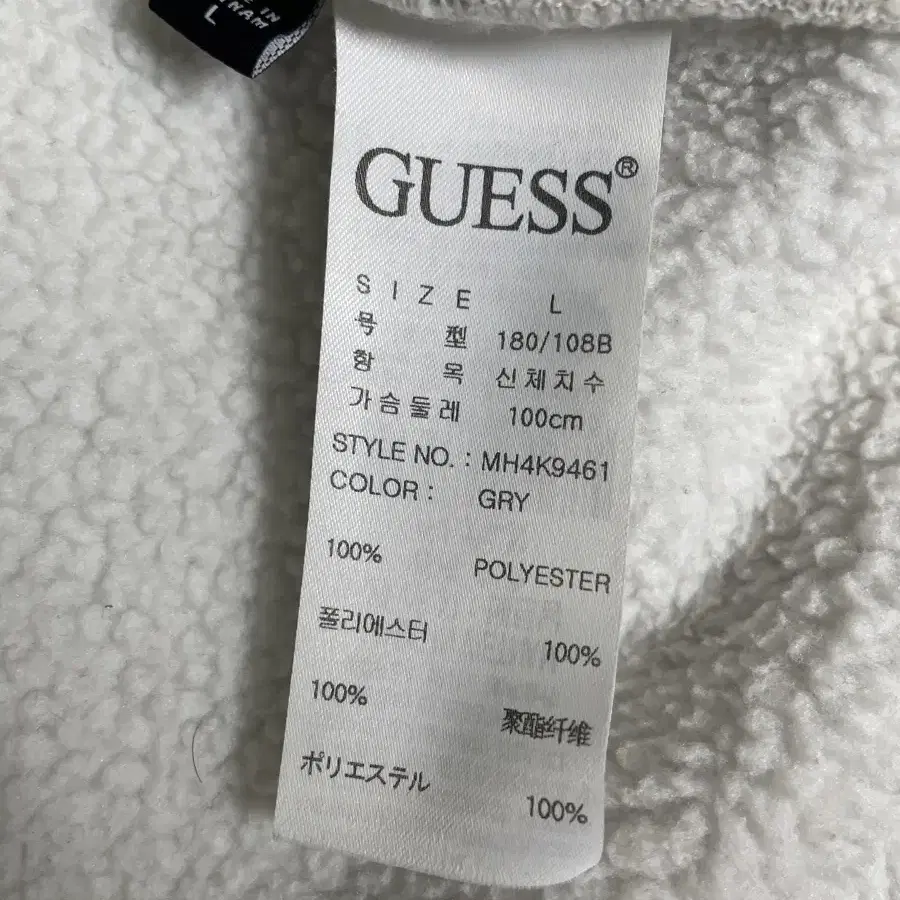 IN
NAM
L
GUESS®
SIZE L
号型 180/108B
항목 신체치수
가슴둘레 100cm
STYLE NO. : MH4K9461
COLOR : GRY
100% POLYESTER
폴리에스터 100%
100% 聚酯纤维
ポリエステル 100%